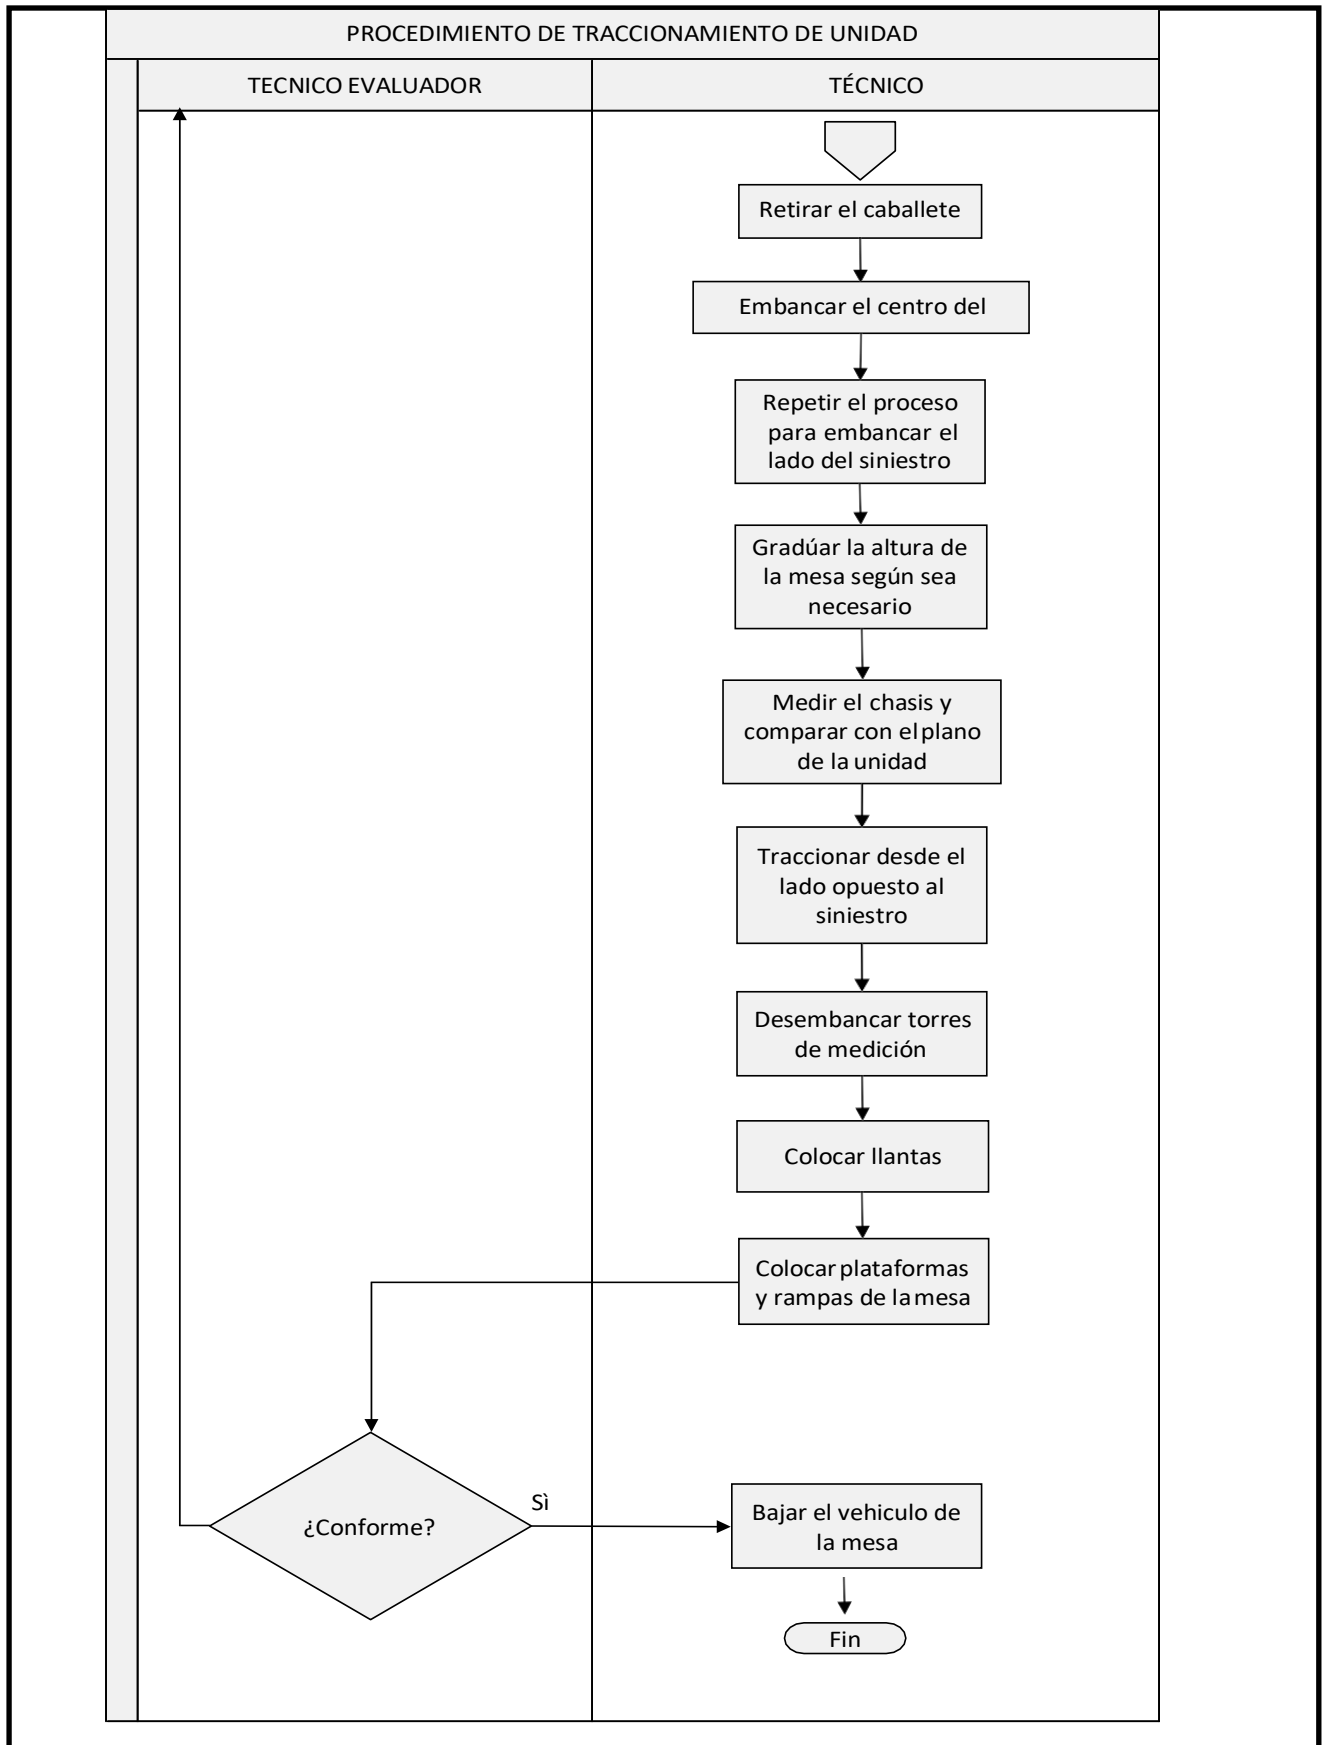 PROCEDIMIENTO DE TRACCIONAMIENTO DE UNIDAD
TECNICO EVALUADOR
TÉCNICO
Retirar el caballete
Embancar el centro del
Repetir el proceso
para embancar el
lado del siniestro
Gradúar la altura de
la mesa según sea
necesario
Medir el chasis y
comparar con el plano
de la unidad
Traccionar desde el
lado opuesto al
siniestro
Desembancar torres
de medición
Colocar llantas
Colocar plataformas
y rampas de la mesa
¿Conforme?
Sì
Bajar el vehiculo de
la mesa
Fin